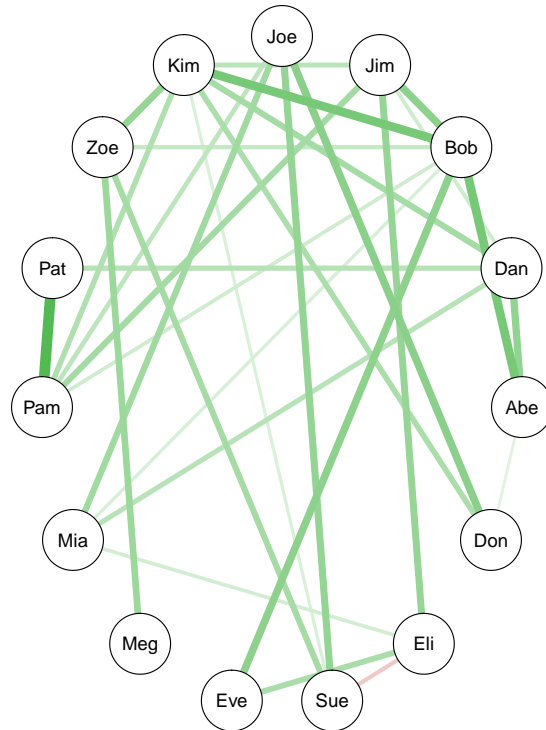 Joe
Kim
Jim
Zoe
Bob
Pat
Dan
Pam
Abe
Mia
Don
Meg
Eli
Eve
Sue